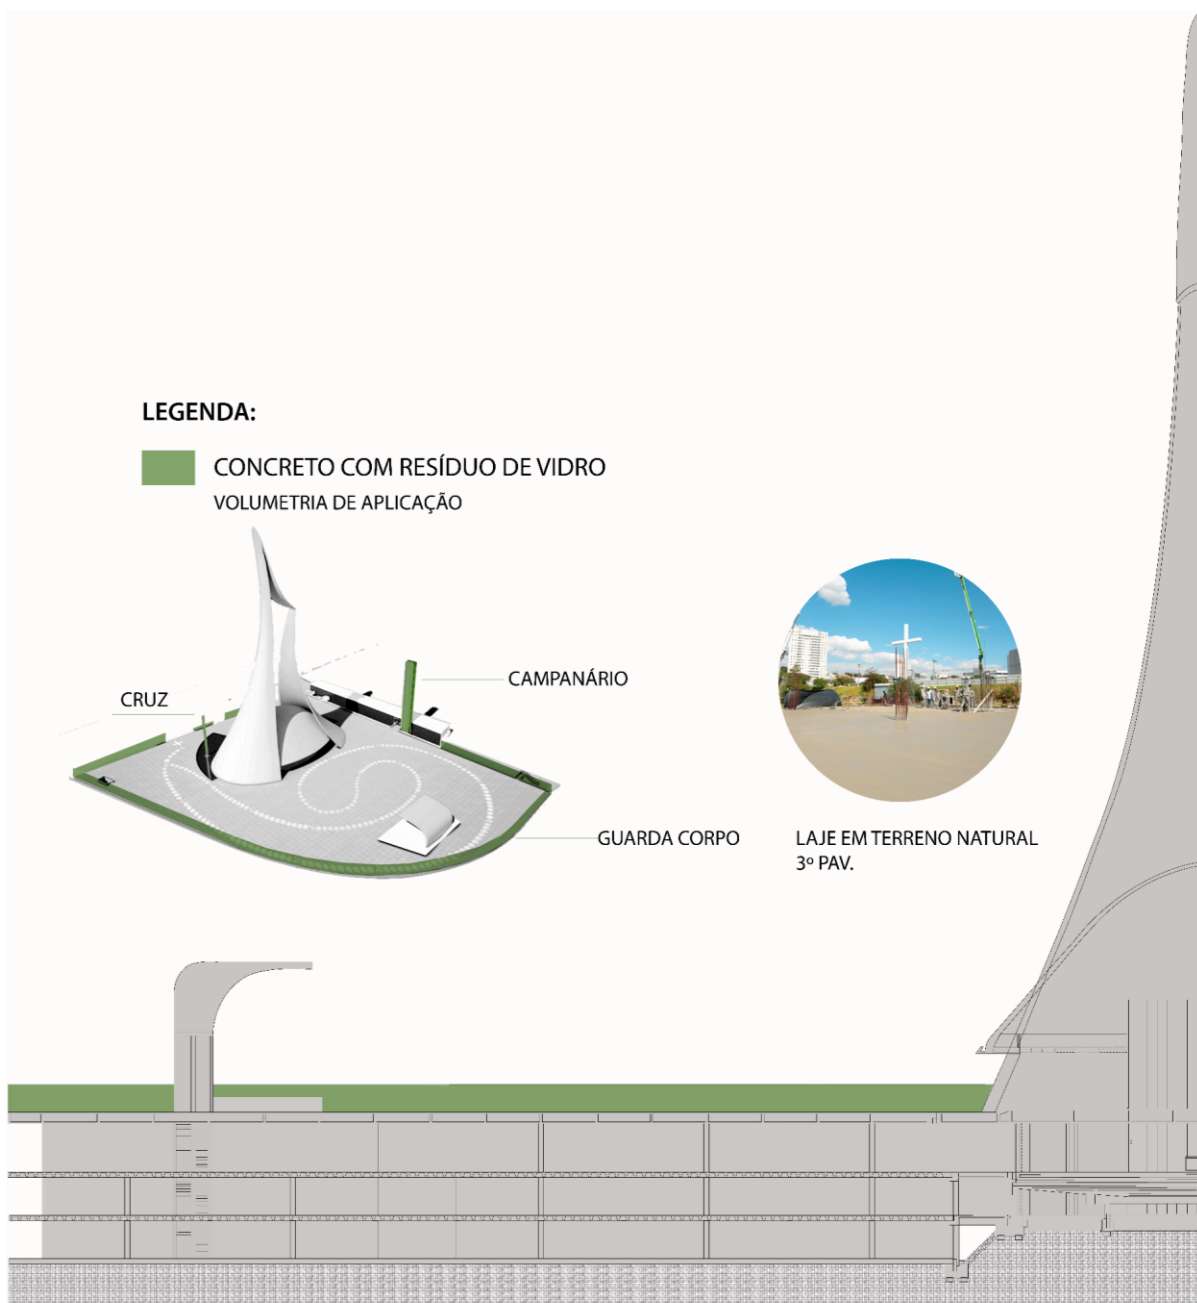 LEGENDA:
CONCRETO COM RESÍDUO DE VIDRO
VOLUMETRIA DE APLICAÇÃO
CAMPANÁRIO
CRUZ
GUARDA CORPO
LAJE EM TERRENO NATURAL
3º PAV.